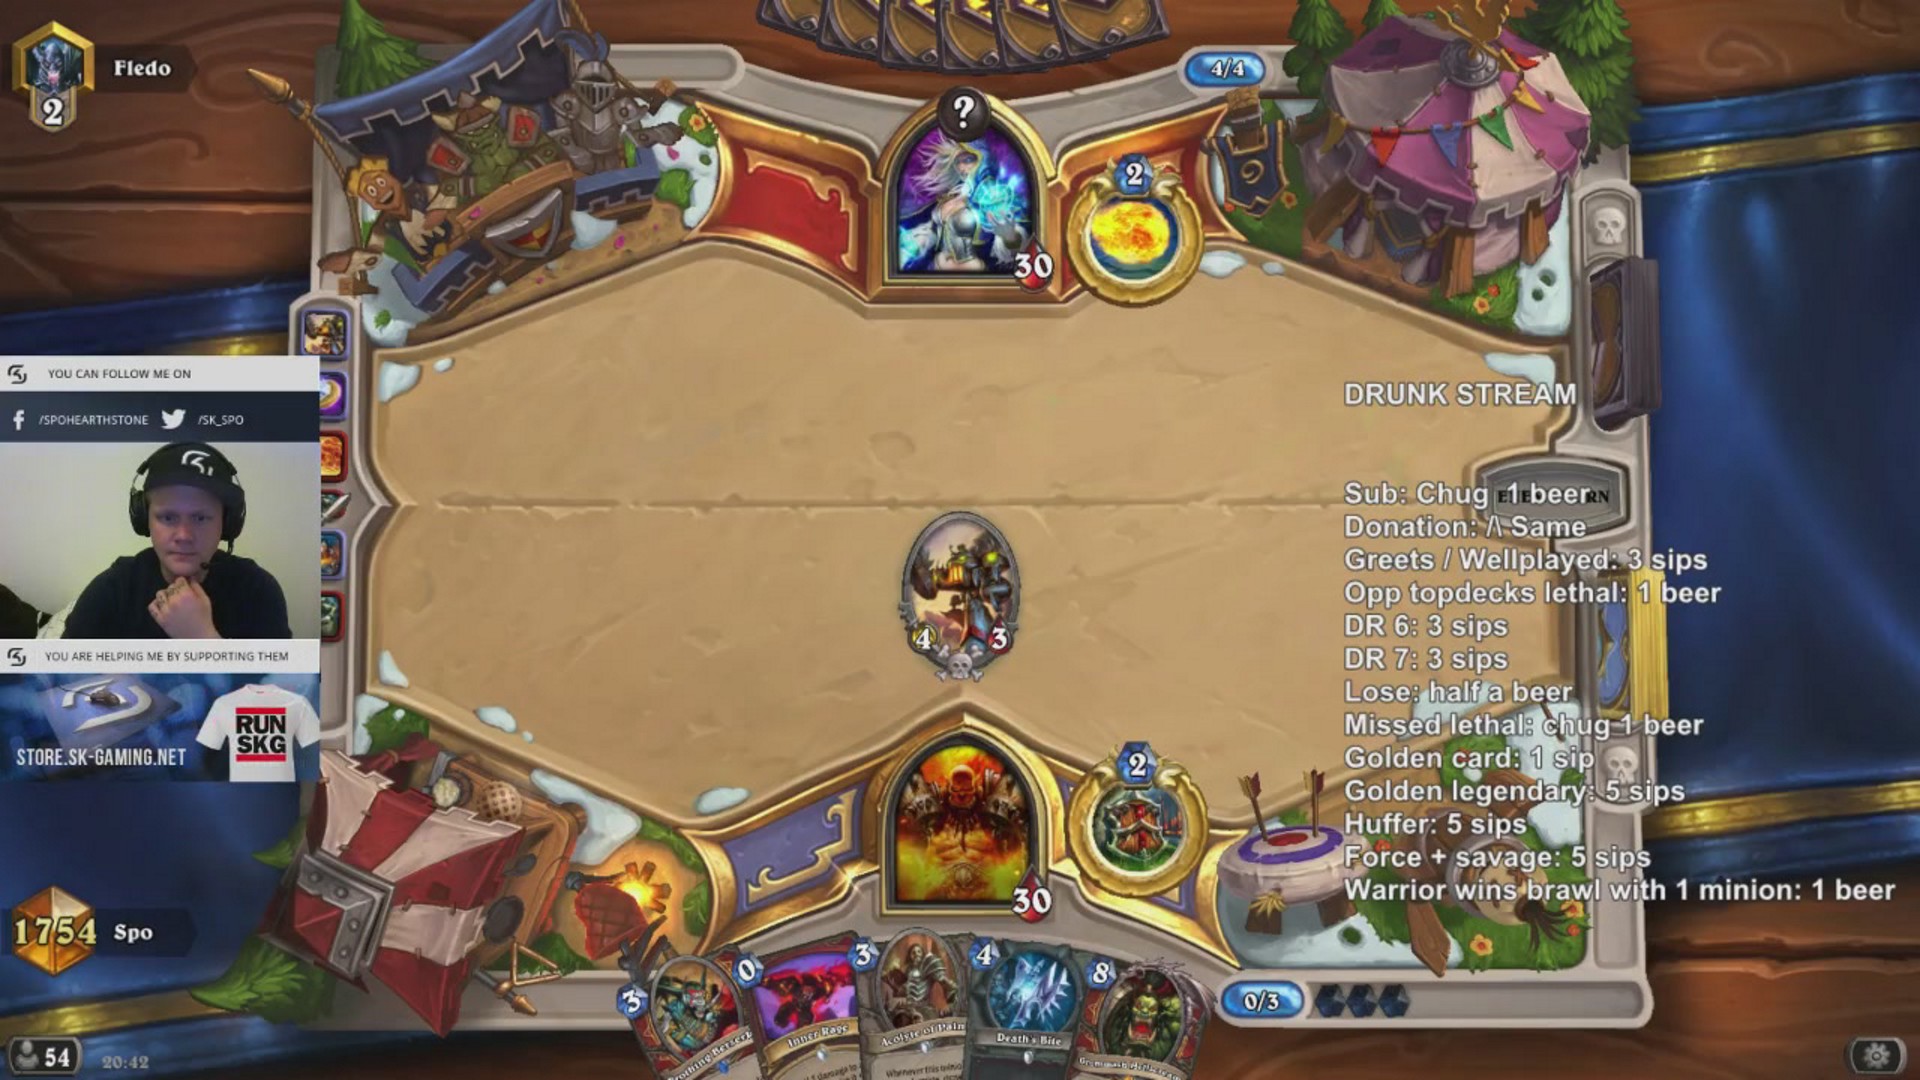 Fledo
2
4/4
?
2
30
YOU CAN FOLLOW ME ON
/SPOHEARTHSTONE
/SK_SPO
YOU ARE HELPING ME BY SUPPORTING THEM
STORE.SK-GAMING.NET
RUN
SKG
DRUNK STREAM
Sub: Chug 1 beer
Donation: /\ Same
Greets / Wellplayed: 3 sips
Opp topdecks lethal: 1 beer
DR 6: 3 sips
DR 7: 3 sips
Lose: half a beer
Missed lethal: chug 1 beer
Golden card: 1 sip
Golden legendary: 5 sips
Huffer: 5 sips
Force + savage: 5 sips
Warrior wins brawl with 1 minion: 1 beer
4
3
2
30
1754
Spo
3
0
3
4
8
Inner Rage
Acolyte of Pain
Death's Bite
0/3
54
20:42